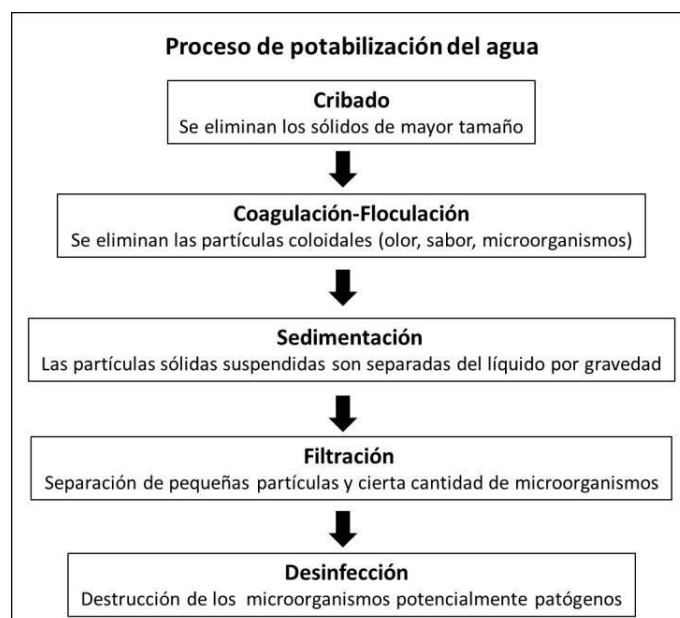 Proceso de potabilización del agua
Cribado
Se eliminan los sólidos de mayor tamaño
Coagulación-Floculación
Se eliminan las partículas coloidales (olor, sabor, microorganismos)
Sedimentación
Las partículas sólidas suspendidas son separadas del líquido por gravedad
Filtración
Separación de pequeñas partículas y cierta cantidad de microorganismos
Desinfección
Destrucción de los microorganismos potencialmente patógenos